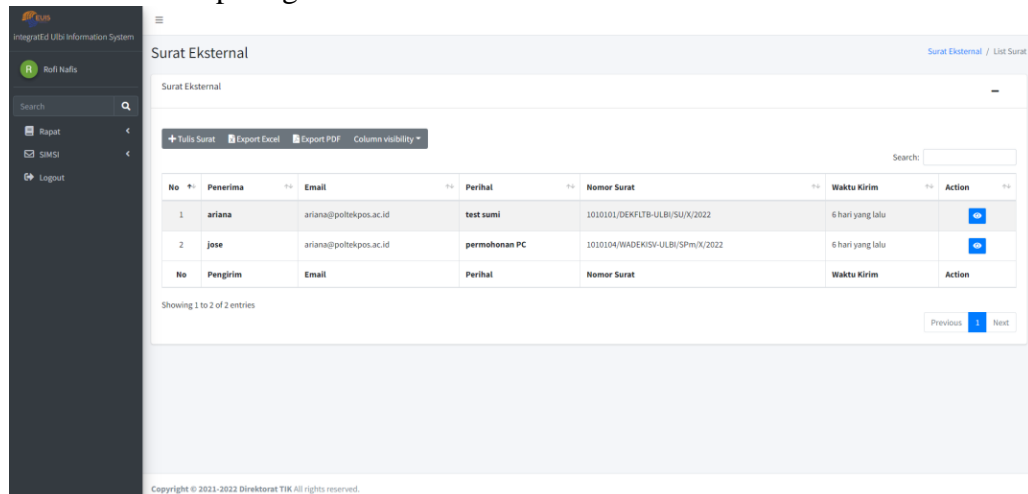 EUIS
integratEd Ulbi Information System
R Rofi Nafis
Search
Rapat
SIMSI
Logout
Surat Eksternal
Surat Eksternal / List Surat
Surat Eksternal
Tulis Surat Export Excel Export PDF Column visibility
Search:
No Penerima Email Perihal Nomor Surat Waktu Kirim Action
1 ariana ariana@poltekpos.ac.id test sumi 1010101/DEKFLTB-ULBI/SU/X/2022 6 hari yang lalu
2 jose ariana@poltekpos.ac.id permohonan PC 1010104/WADEKISV-ULBI/SPm/X/2022 6 hari yang lalu
No Pengirim Email Perihal Nomor Surat Waktu Kirim Action
Showing 1 to 2 of 2 entries
Previous 1 Next
Copyright © 2021-2022 Direktorat TIK All rights reserved.